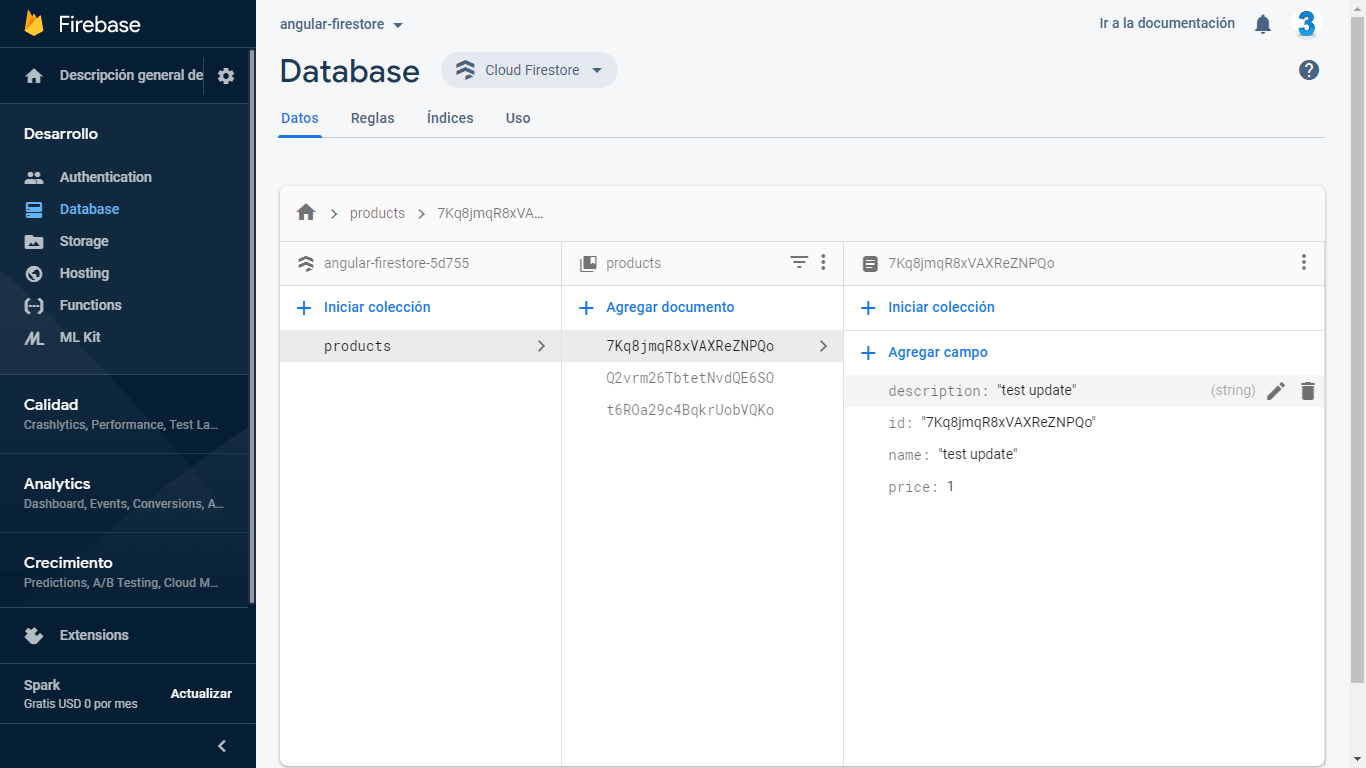 Firebase
Descripción general de
Desarrollo
Authentication
Database
Storage
Hosting
Functions
ML Kit
Calidad
Crashlytics, Performance, Test La...
Analytics
Dashboard, Events, Conversions, A...
Crecimiento
Predictions, A/B Testing, Cloud M...
Extensions
Spark
Gratis USD 0 por mes
Actualizar
angular-firestore
Ir a la documentación
3
Database
Cloud Firestore
?
Datos Reglas Índices Uso
products
7Kq8jmqR8xVA...
angular-firestore-5d755
Iniciar colección
products
products
Agregar documento
7Kq8jmqR8xVAXReZNPQo
Q2vrm26TbtetNvdQE6SO
t6ROa29c4BqkrUobVQKo
7Kq8jmqR8xVAXReZNPQo
Iniciar colección
Agregar campo
description: "test update" (string)
id: "7Kq8jmqR8xVAXReZNPQo"
name: "test update"
price: 1